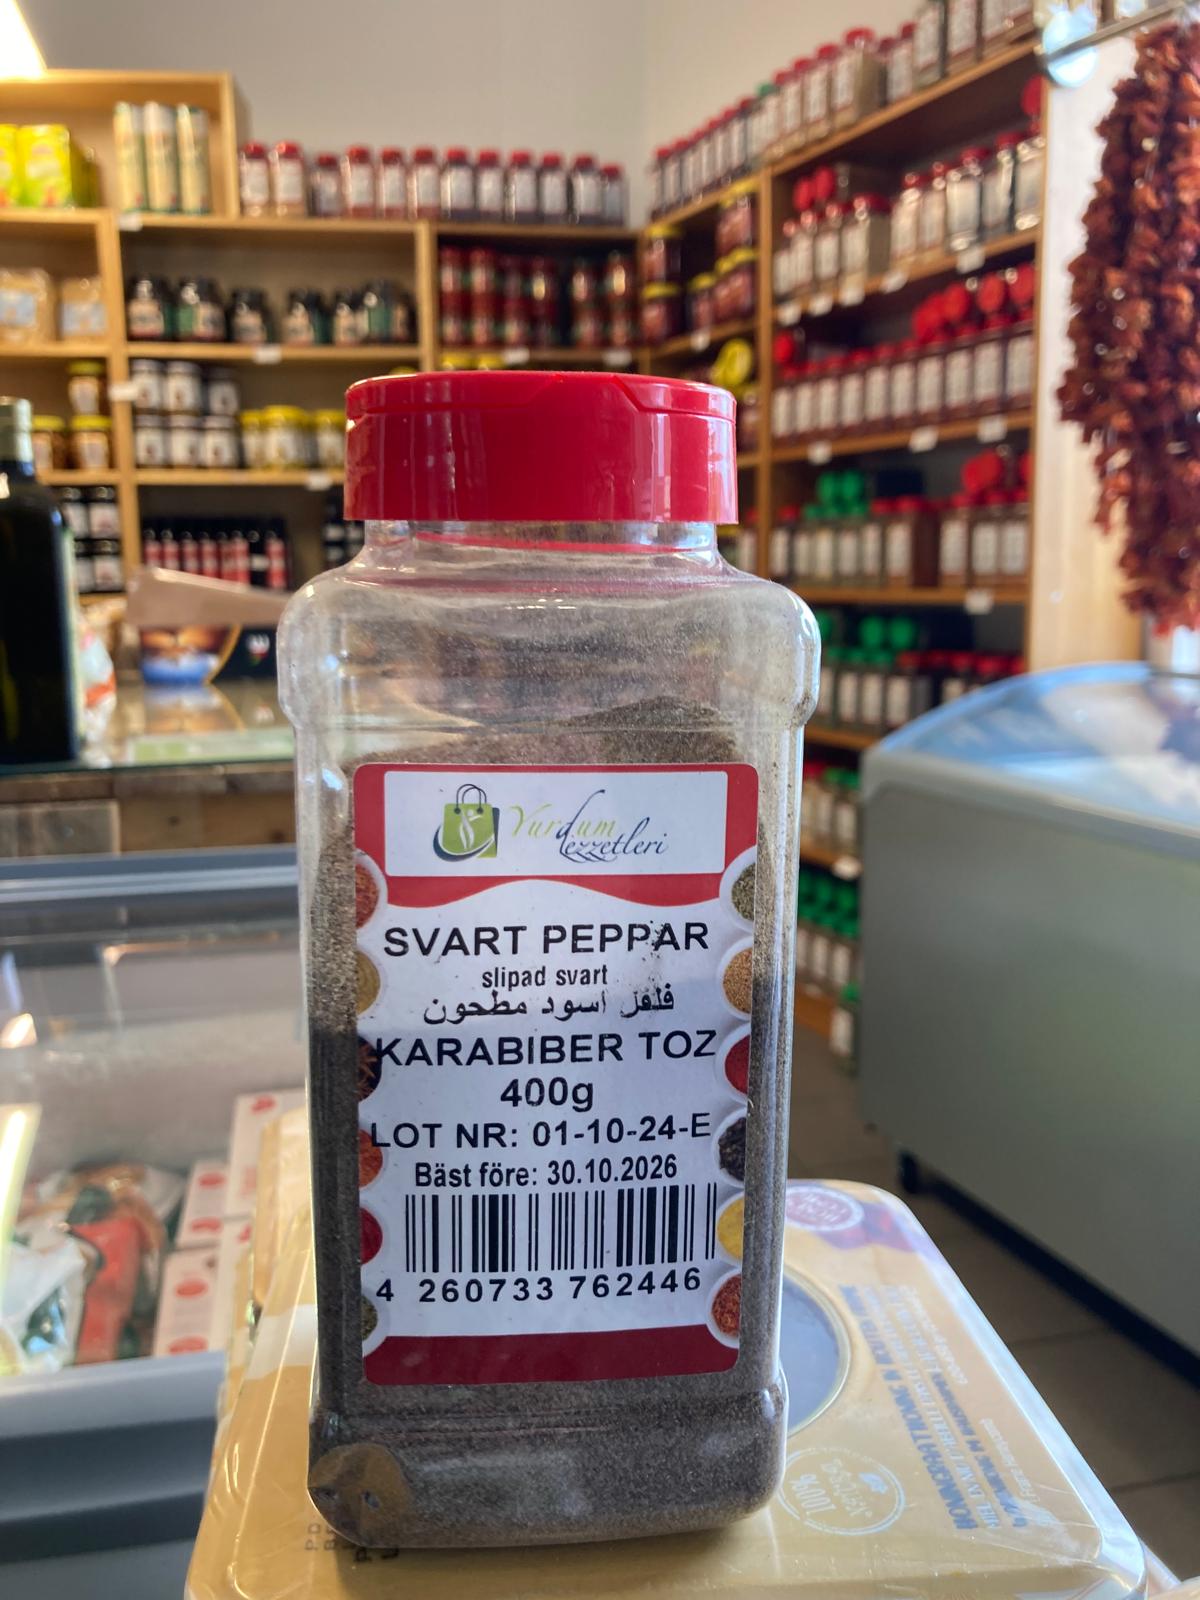 Yurdum
lezzetleri
SVART PEPPAR
slipad svart
فلفل اسود مطحون
KARABIBER TOZ
400g
LOT NR: 01-10-24-E
Bäst före: 30.10.2026
4 260733 762446
100%